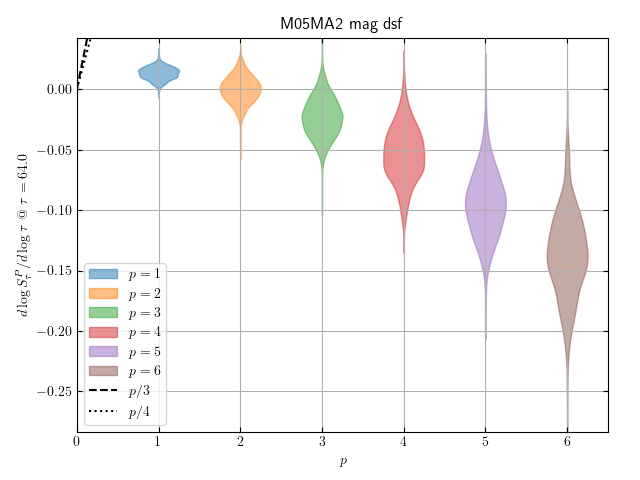 M05MA2 mag dsf
d log S_τ^P / d log τ @ τ = 64.0
0.00
−0.05
−0.10
−0.15
−0.20
−0.25
p = 1
p = 2
p = 3
p = 4
p = 5
p = 6
p/3
p/4
0 1 2 3 4 5 6
p